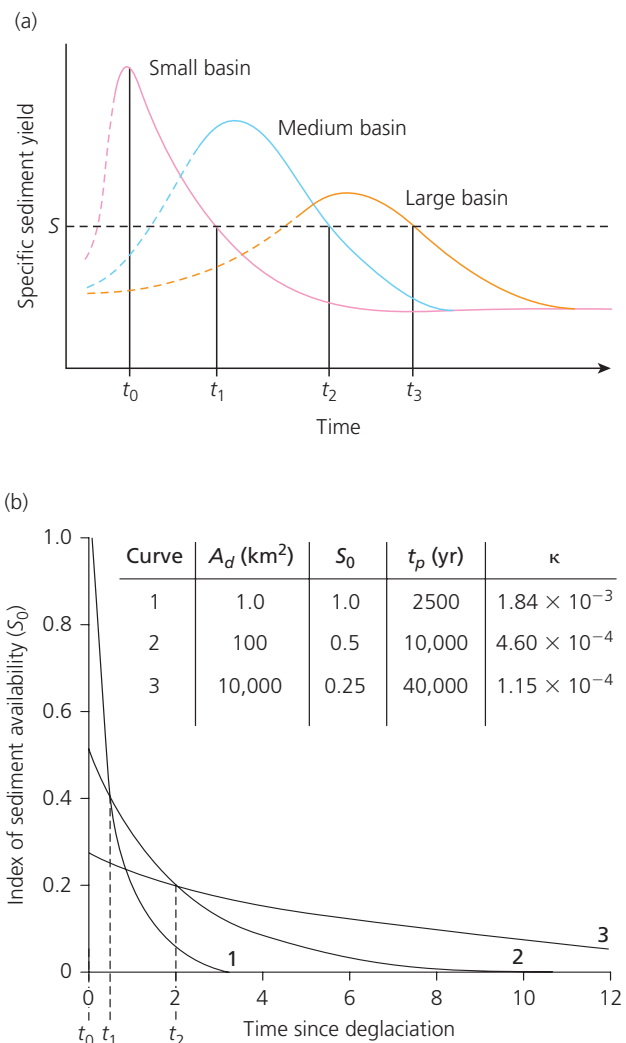 (a)
Small basin
Medium basin
Large basin
Specific sediment yield
S
t0 t1 t2 t3
Time
(b)
Index of sediment availability (S0)
1.0
0.8
0.6
0.4
0.2
0
Curve Ad (km²) S0 tp (yr) κ
1 1.0 1.0 2500 1.84 × 10⁻³
2 100 0.5 10,000 4.60 × 10⁻⁴
3 10,000 0.25 40,000 1.15 × 10⁻⁴
1 2 3
0 2 4 6 8 10 12
t0 t1 t2 Time since deglaciation